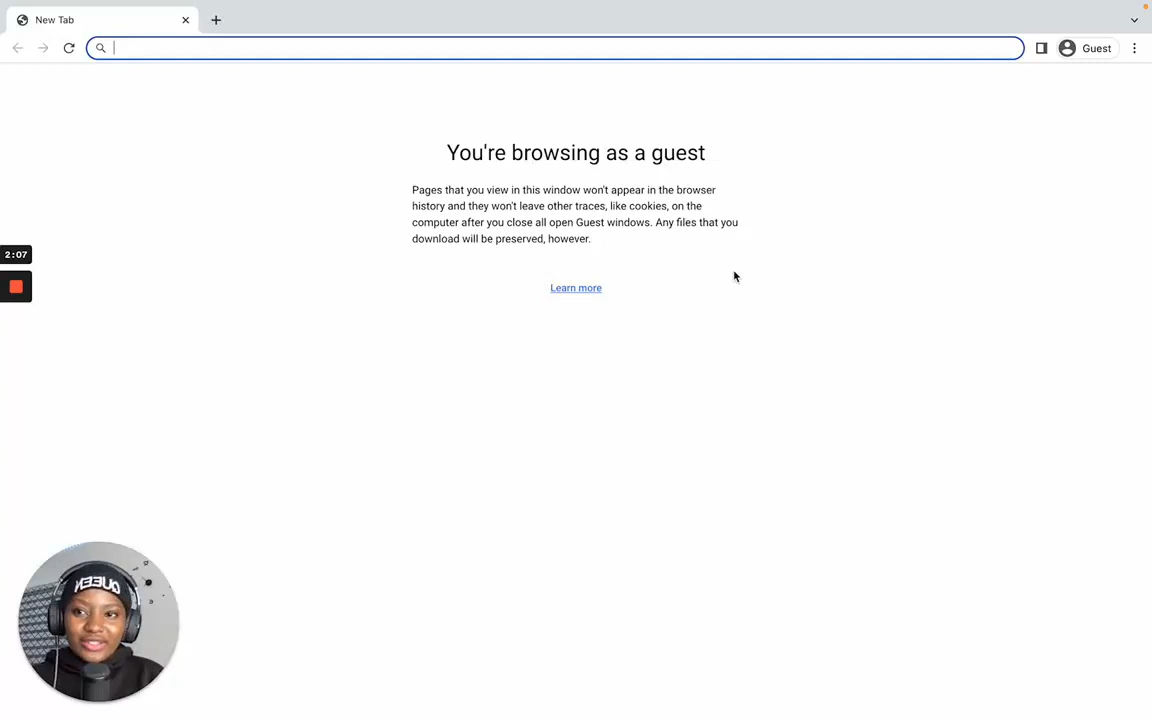 New Tab
Guest
You're browsing as a guest
Pages that you view in this window won't appear in the browser
history and they won't leave other traces, like cookies, on the
computer after you close all open Guest windows. Any files that you
download will be preserved, however.
Learn more
2:07
QUEEN